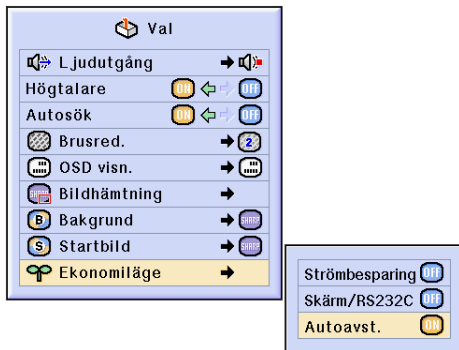 Val
Ljudutgång
Högtalare ON OFF
Autosök ON OFF
Brusred. 2
OSD visn.
Bildhämtning
B Bakgrund SHARP
S Startbild SHARP
Ekonomiläge
Strömbesparing OFF
Skärm/RS232C OFF
Autoavst. ON